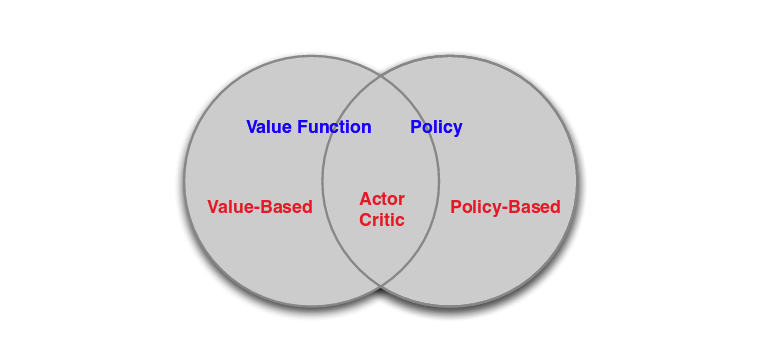 Value Function
Policy
Value-Based
Actor
Critic
Policy-Based